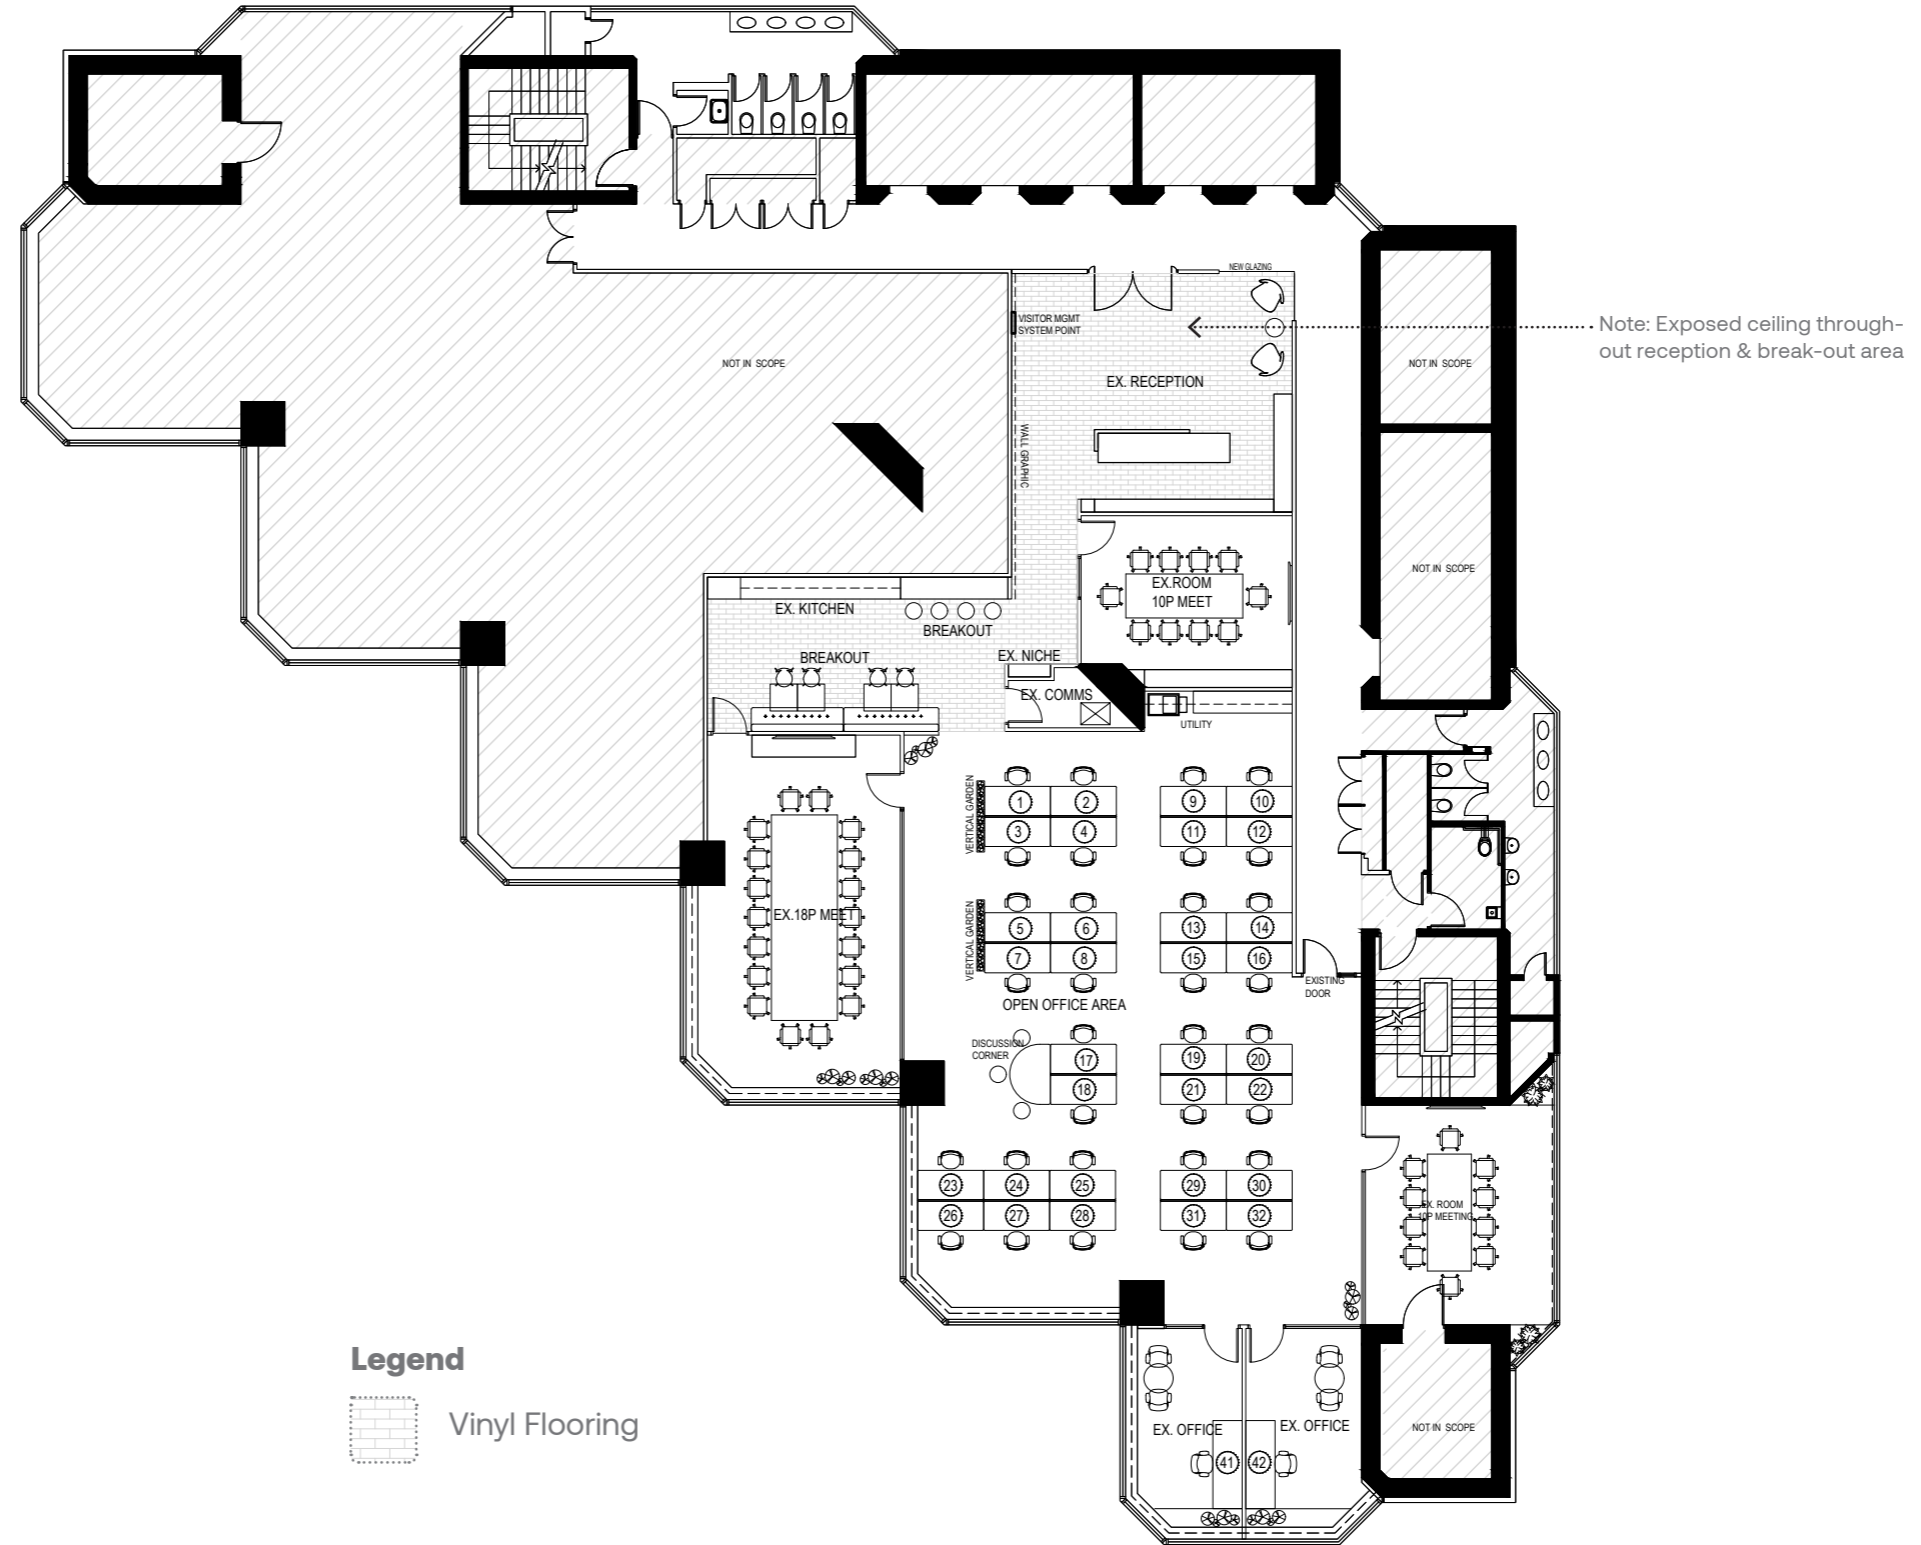 NEW GLAZING
VISITOR MGMT
SYSTEM POINT
Note: Exposed ceiling through-
out reception & break-out area
NOT IN SCOPE
NOT IN SCOPE
EX. RECEPTION
WALL GRAPHIC
NOT IN SCOPE
EX.ROOM
10P MEET
EX. KITCHEN
BREAKOUT
BREAKOUT
EX. NICHE
EX. COMMS
UTILITY
VERTICAL GARDEN
1 2 9 10
3 4 11 12
EX.18P MEET
VERTICAL GARDEN
5 6 13 14
7 8 15 16
EXISTING
DOOR
OPEN OFFICE AREA
DISCUSSION
CORNER
17 19 20
18 21 22
23 24 25 29 30
26 27 28 31 32
EX. ROOM
10P MEETING
Legend
Vinyl Flooring
EX. OFFICE
EX. OFFICE
NOT IN SCOPE
41 42